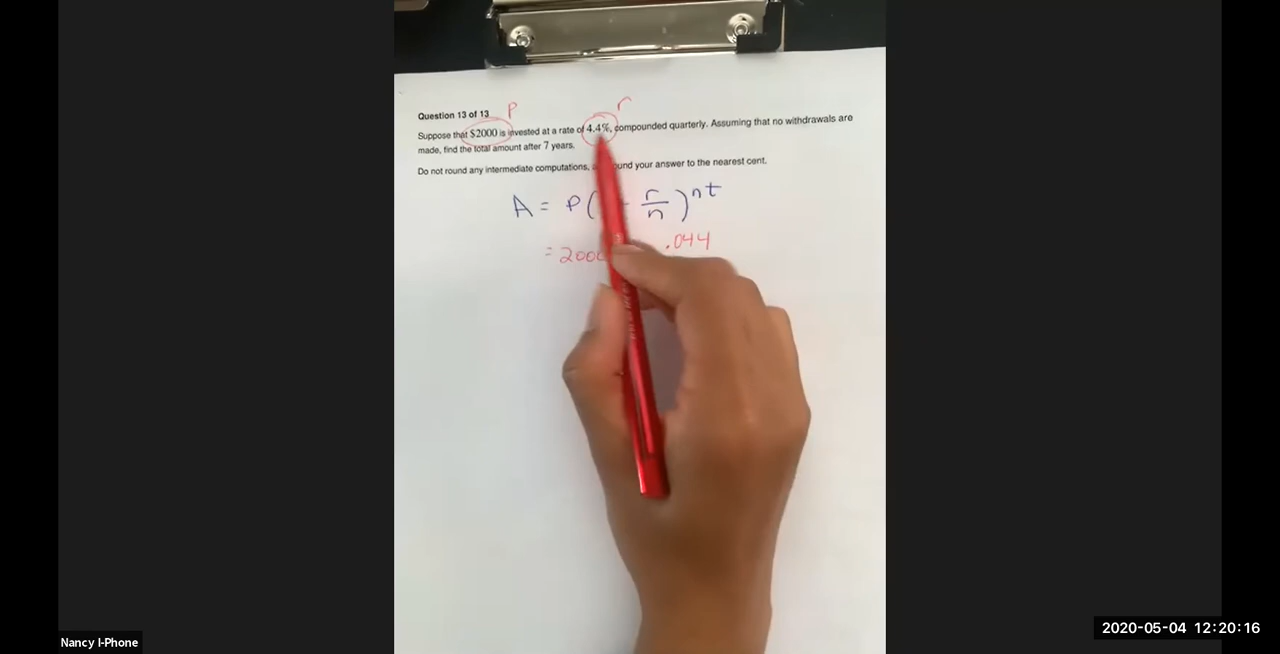 Question 13 of 13
P
r
Suppose that $2000 is invested at a rate of 4.4%, compounded quarterly. Assuming that no withdrawals are
made, find the total amount after 7 years.
Do not round any intermediate computations, ound your answer to the nearest cent.
A = P( r/n )^nt
= 200 .044
Nancy I-Phone
2020-05-04 12:20:16